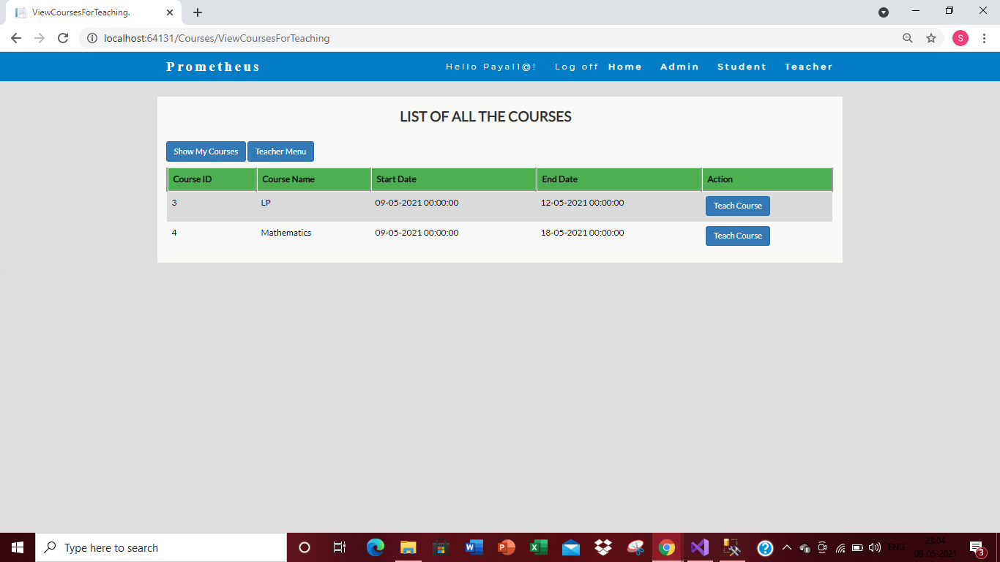 ViewCoursesForTeaching.
localhost:64131/Courses/ViewCoursesForTeaching
S
Prometheus Hello Payal1@! Log off Home Admin Student Teacher
LIST OF ALL THE COURSES
Show My Courses Teacher Menu
Course ID Course Name Start Date End Date Action
3 LP 09-05-2021 00:00:00 12-05-2021 00:00:00 Teach Course
4 Mathematics 09-05-2021 00:00:00 18-05-2021 00:00:00 Teach Course
Type here to search
ENG
23:04
09-05-2021
3